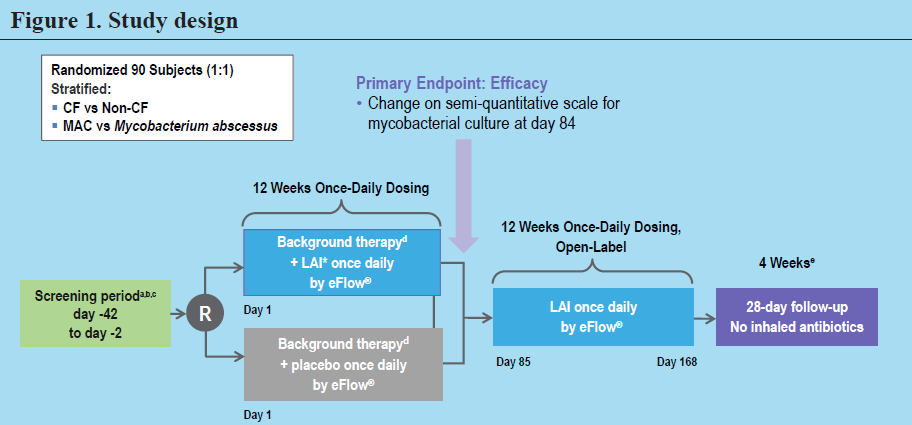 Figure 1. Study design
Randomized 90 Subjects (1:1)
Stratified:
▪ CF vs Non-CF
▪ MAC vs Mycobacterium abscessus
Primary Endpoint: Efficacy
• Change on semi-quantitative scale for
mycobacterial culture at day 84
12 Weeks Once-Daily Dosing
Background therapyᵈ
+ LAI* once daily
by eFlow®
Day 1
Screening periodᵃ,ᵇ,ᶜ
day -42
to day -2
R
Background therapyᵈ
+ placebo once daily
by eFlow®
Day 1
12 Weeks Once-Daily Dosing,
Open-Label
LAI once daily
by eFlow®
Day 85
Day 168
4 Weeksᵉ
28-day follow-up
No inhaled antibiotics